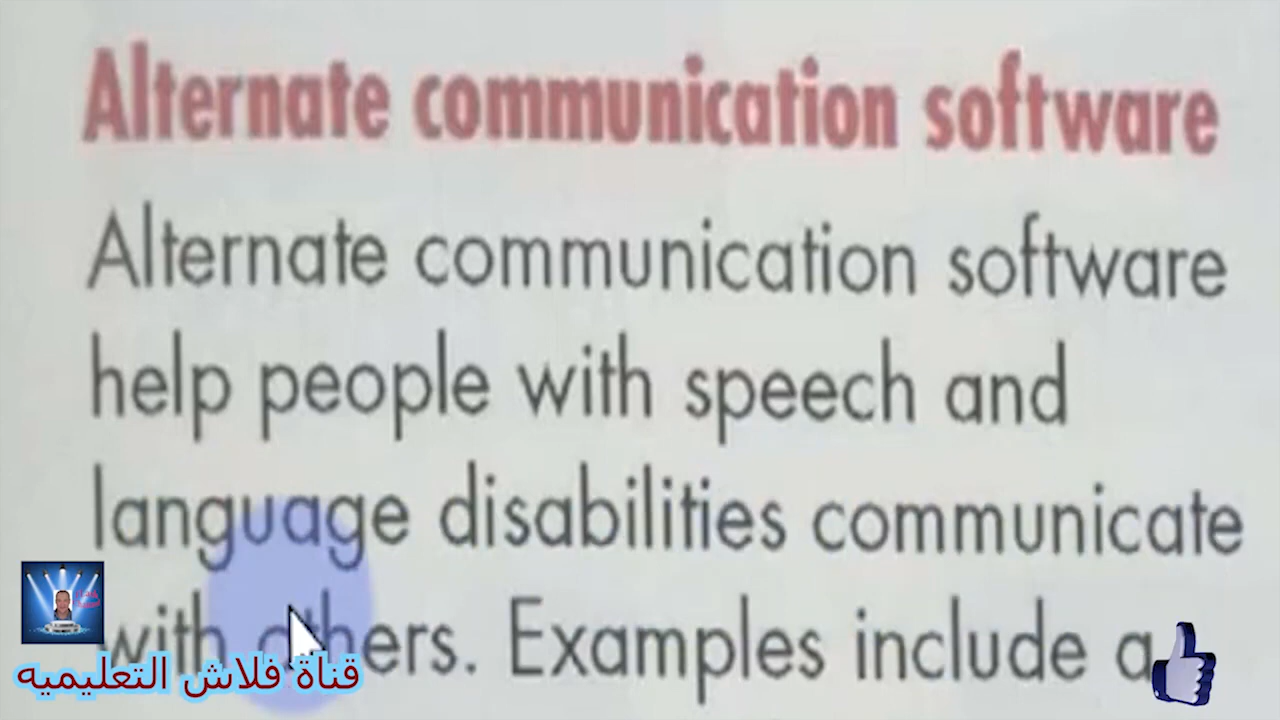 Alternate communication software
Alternate communication software
help people with speech and
language disabilities communicate
with others. Examples include a
قناة فلاش التعليميه